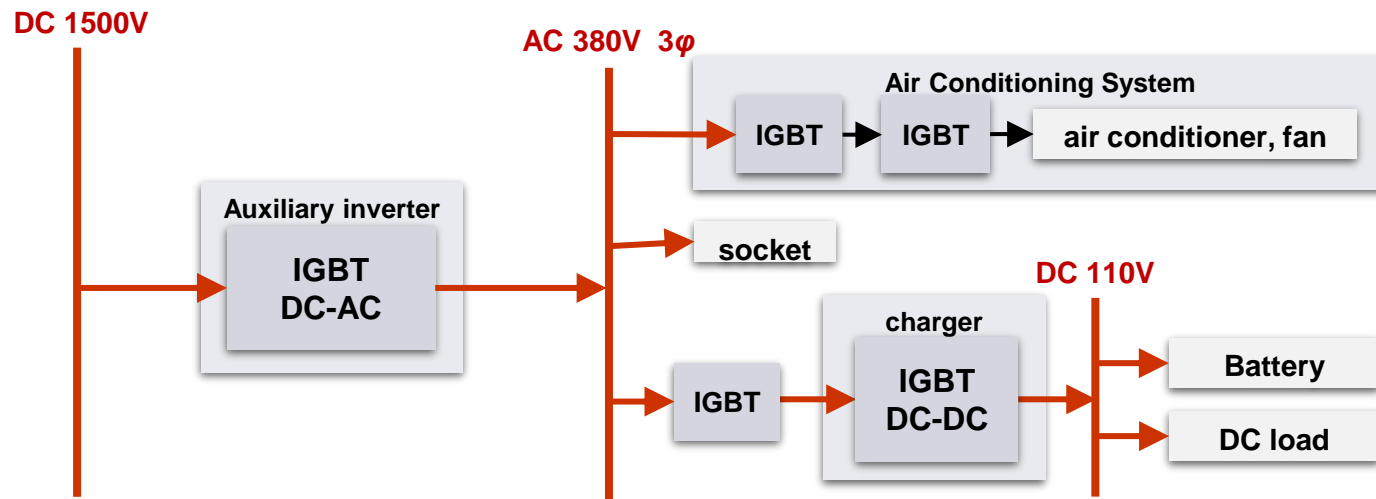 DC 1500V
AC 380V 3φ
Air Conditioning System
IGBT
IGBT
air conditioner, fan
Auxiliary inverter
IGBT
DC-AC
socket
DC 110V
charger
IGBT
IGBT
DC-DC
Battery
DC load